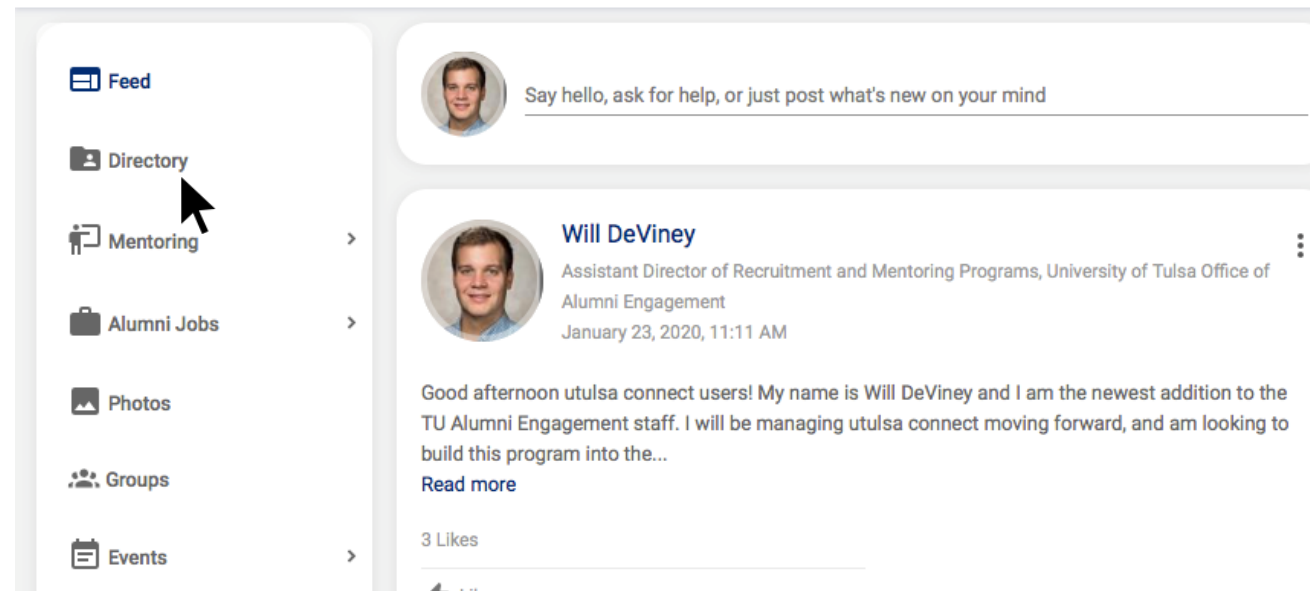 Feed
Directory
Mentoring
Alumni Jobs
Photos
Groups
Events
Say hello, ask for help, or just post what's new on your mind
Will DeViney
Assistant Director of Recruitment and Mentoring Programs, University of Tulsa Office of
Alumni Engagement
January 23, 2020, 11:11 AM
Good afternoon utulsa connect users! My name is Will DeViney and I am the newest addition to the
TU Alumni Engagement staff. I will be managing utulsa connect moving forward, and am looking to
build this program into the...
Read more
3 Likes